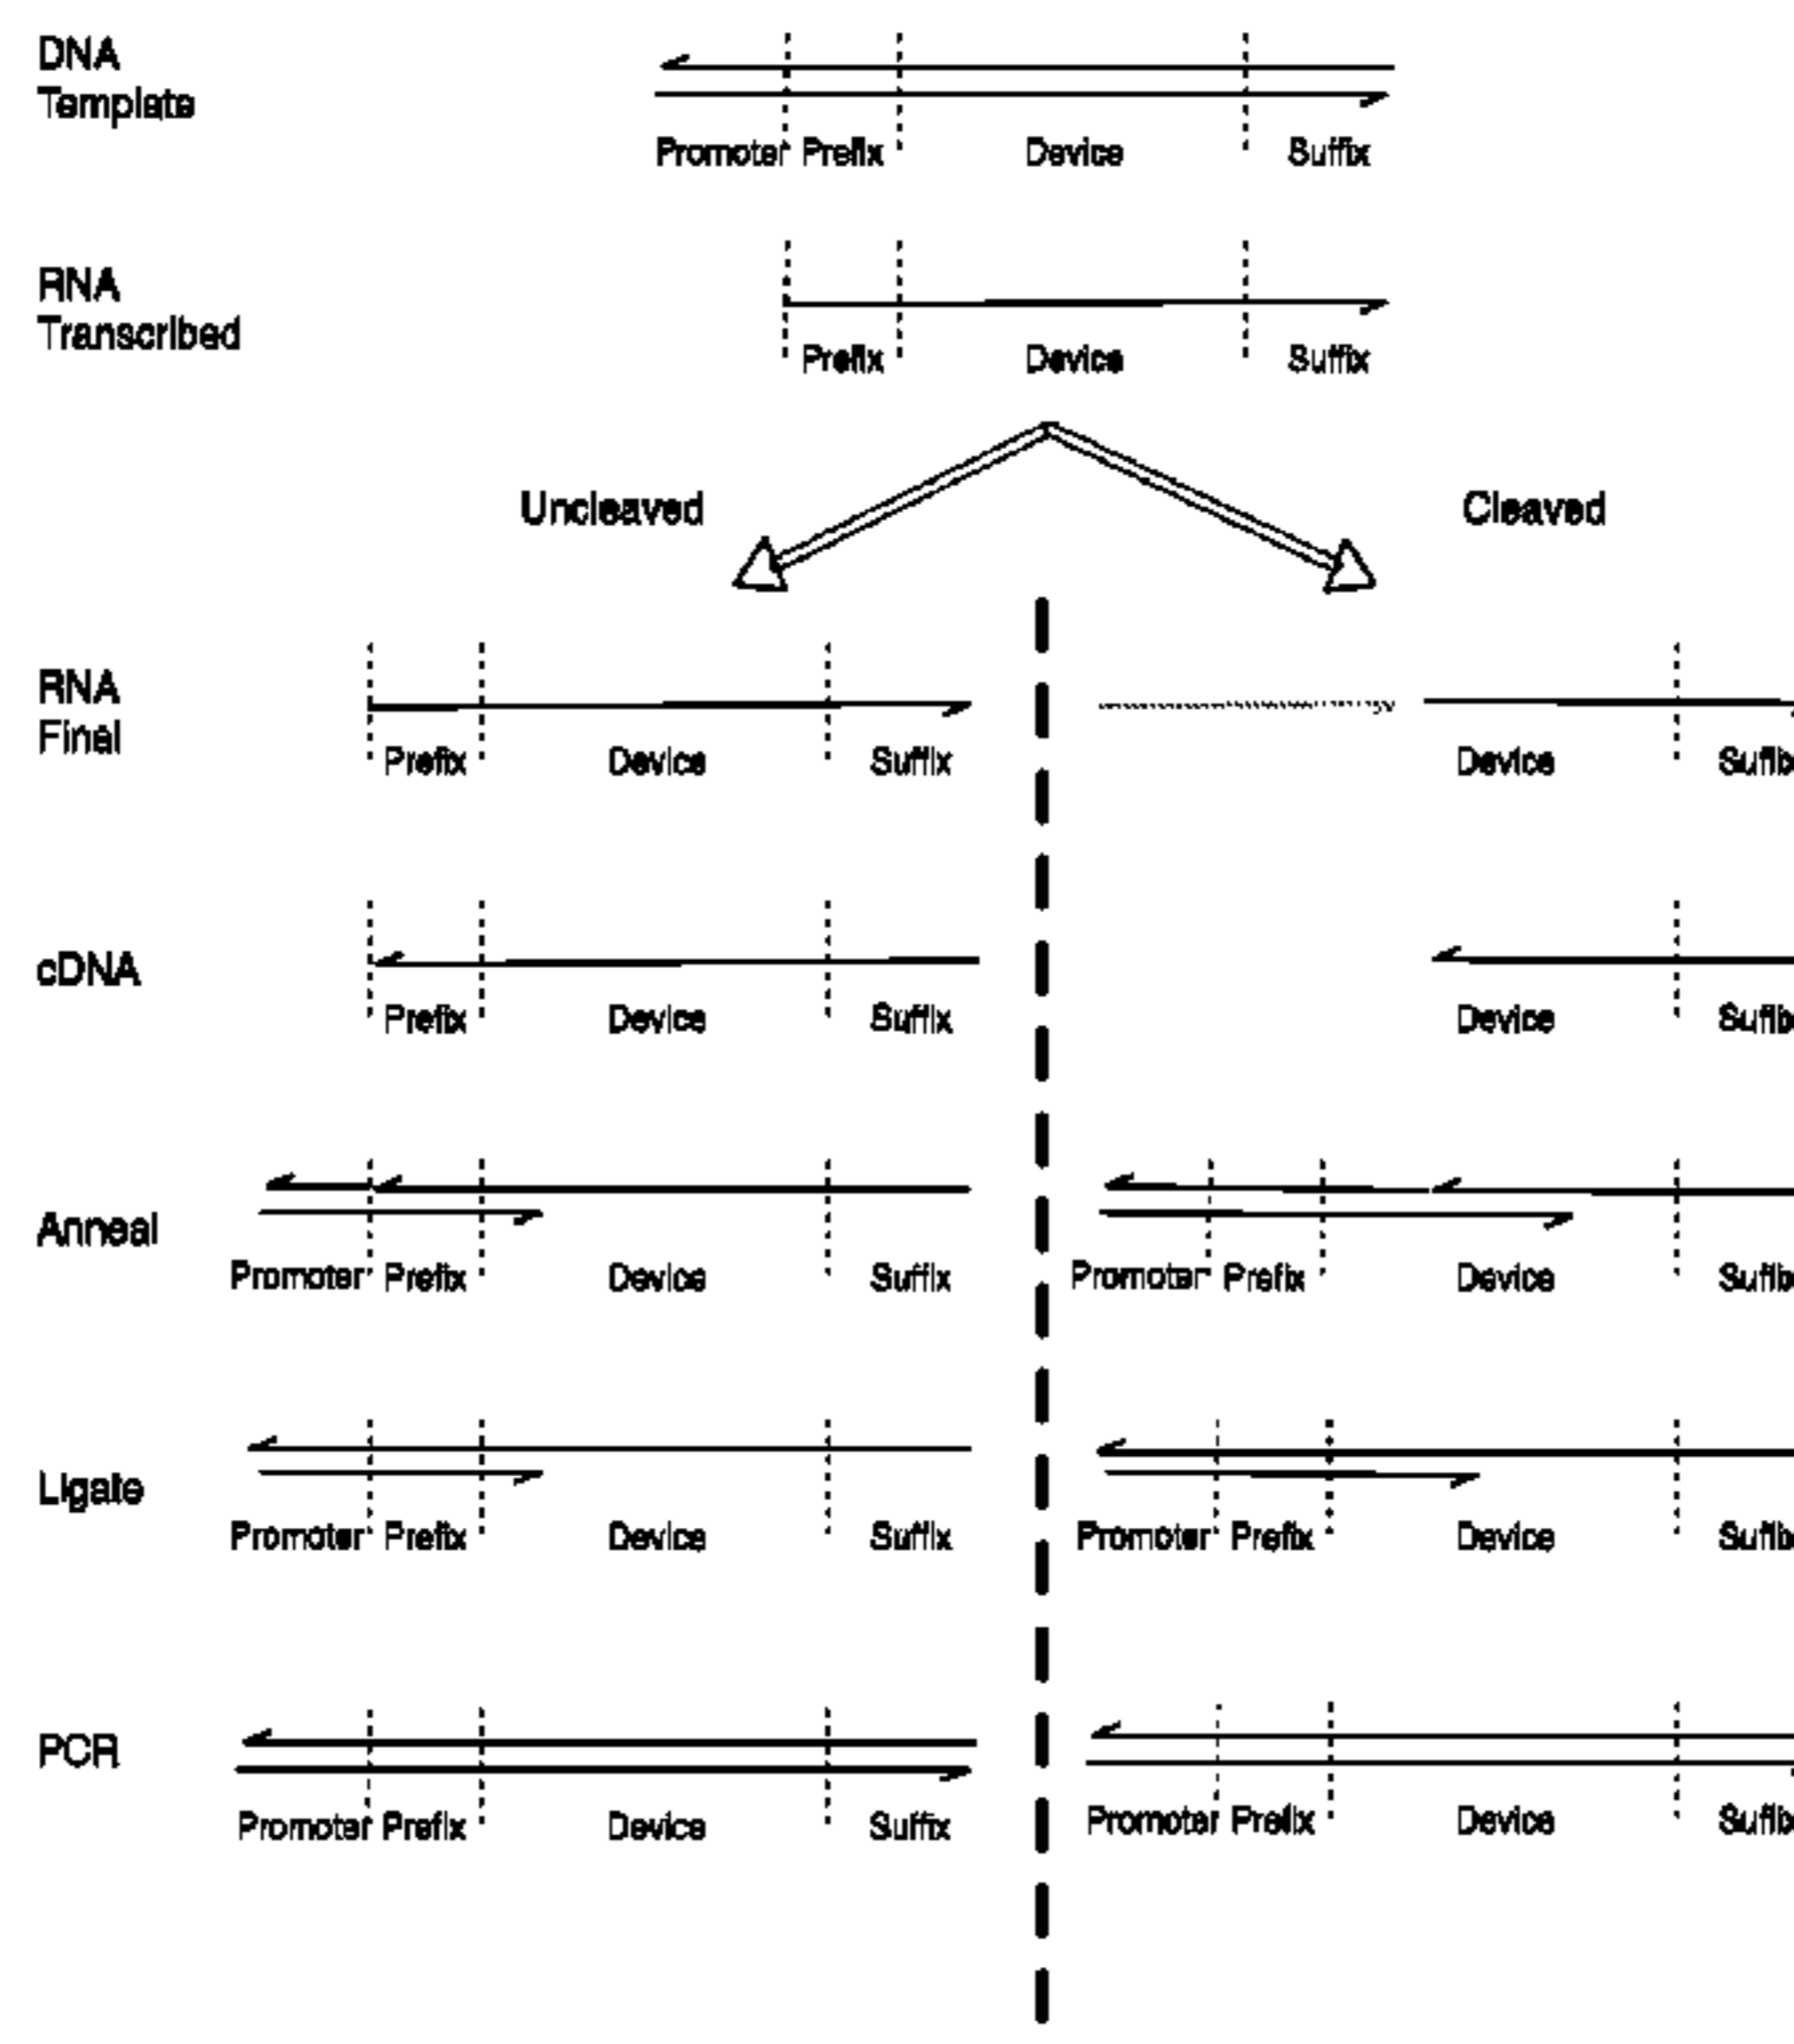 DNA
Template
Promoter Prefix Device Suffix
RNA
Transcribed
Prefix Device Suffix
Uncleaved Cleaved
RNA
Final
Prefix Device Suffix Device
cDNA
Prefix Device Suffix Device
Anneal
Promoter Prefix Device Suffix Promoter Prefix Device
Ligate
Promoter Prefix Device Suffix Promoter Prefix Device
PCR
Promoter Prefix Device Suffix Promoter Prefix Device